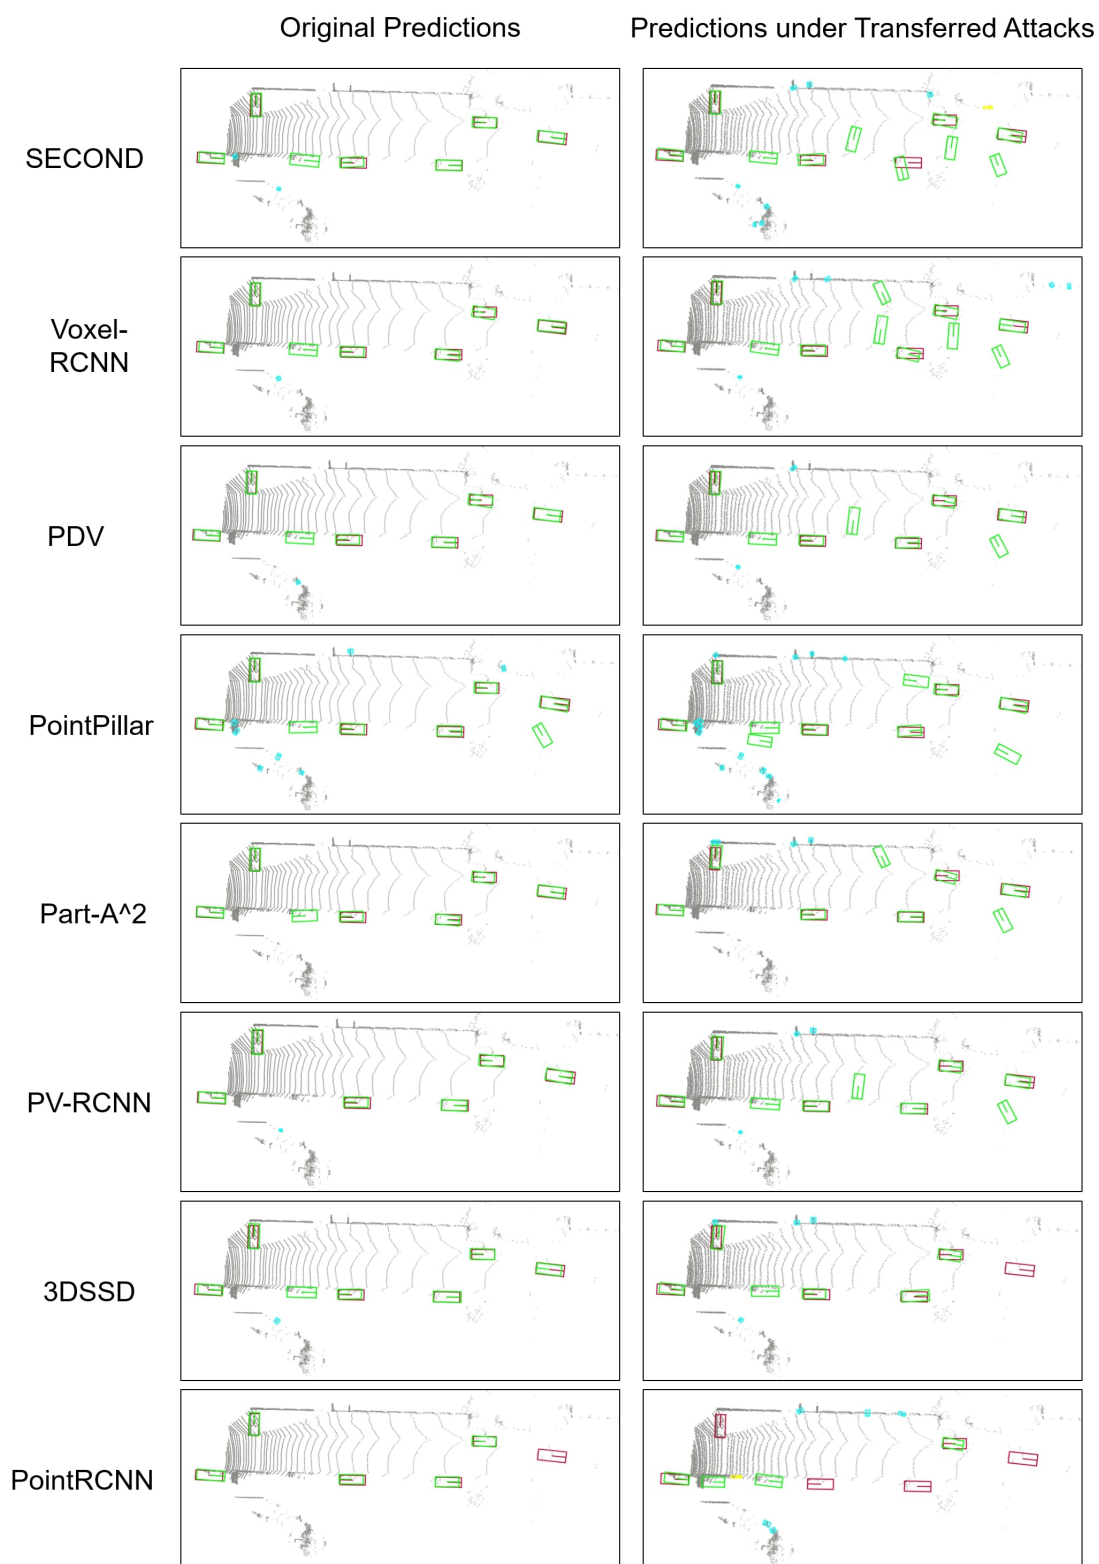 Original Predictions
Predictions under Transferred Attacks
SECOND
Voxel-
RCNN
PDV
PointPillar
Part-A^2
PV-RCNN
3DSSD
PointRCNN